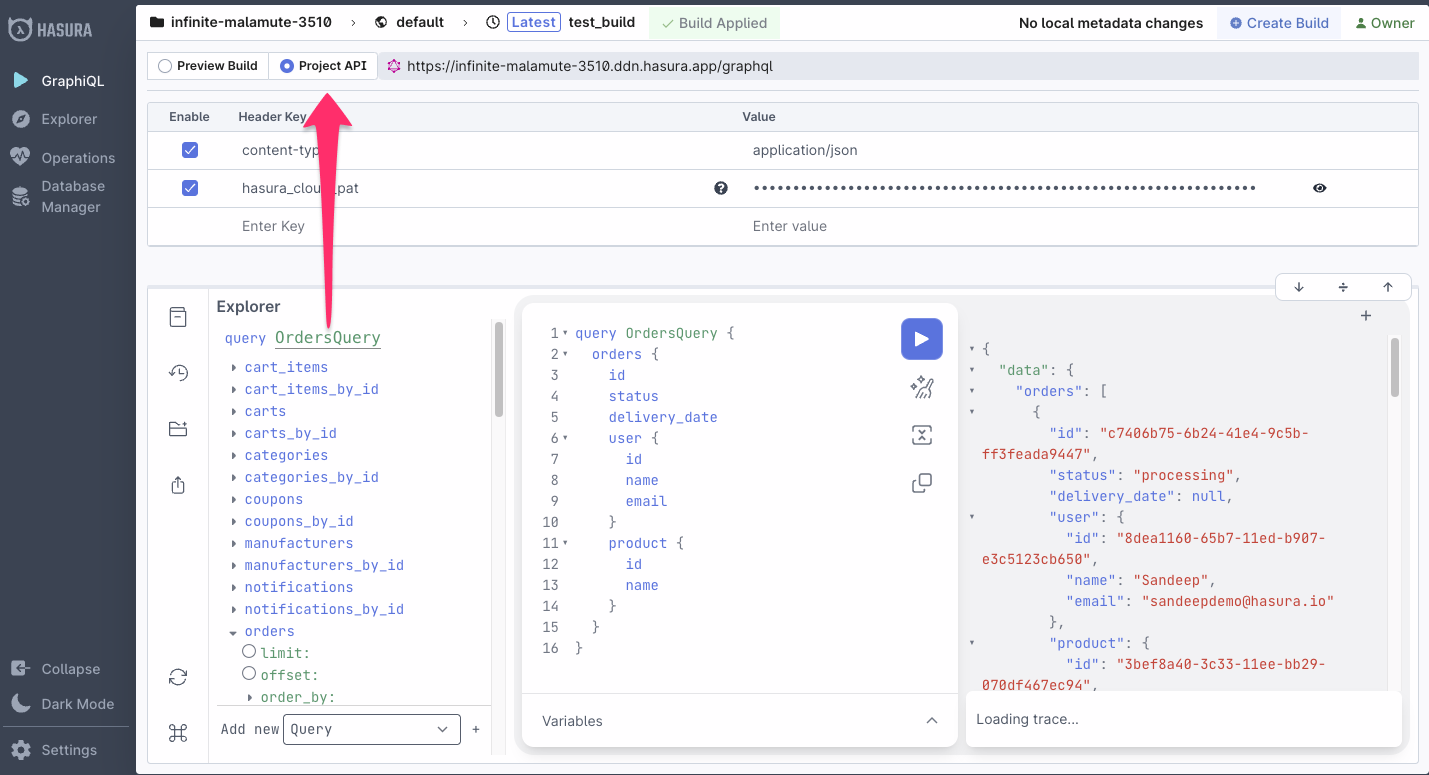 HASURA
infinite-malamute-3510 › default › Latest test_build Build Applied No local metadata changes Create Build Owner
Preview Build Project API https://infinite-malamute-3510.ddn.hasura.app/graphql
GraphiQL
Explorer
Operations
Database
Manager
Collapse
Dark Mode
Settings
Enable Header Key Value
content-typ application/json
hasura_clou _pat ••••••••••••••••••••••••••••••••••••••••••••••••••••••••••••••••
Enter Key Enter value
Explorer
query OrdersQuery
cart_items
cart_items_by_id
carts
carts_by_id
categories
categories_by_id
coupons
coupons_by_id
manufacturers
manufacturers_by_id
notifications
notifications_by_id
orders
limit:
offset:
order_by:
Add new Query +
1 query OrdersQuery {
2 orders {
3 id
4 status
5 delivery_date
6 user {
7 id
8 name
9 email
10 }
11 product {
12 id
13 name
14 }
15 }
16 }
Variables
{
"data": {
"orders": [
{
"id": "c7406b75-6b24-41e4-9c5b-
ff3feada9447",
"status": "processing",
"delivery_date": null,
"user": {
"id": "8dea1160-65b7-11ed-b907-
e3c5123cb650",
"name": "Sandeep",
"email": "sandeepdemo@hasura.io"
},
"product": {
"id": "3bef8a40-3c33-11ee-bb29-
070df467ec94",
Loading trace...